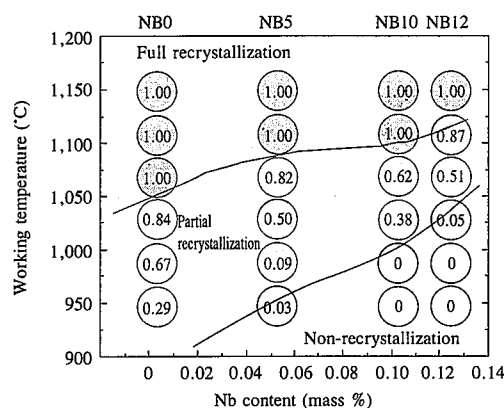 NB0 NB5 NB10 NB12
1,200
Full recrystallization
1,150
1.00 1.00 1.00 1.00
1,100
1.00 1.00 1.00 0.87
1.00 0.82 0.62 0.51
1,050
0.84 Partial recrystallization 0.50 0.38 0.05
1,000
0.67 0.09 0 0
950
0.29 0.03 0 0
Non-recrystallization
900
0 0.02 0.04 0.06 0.08 0.10 0.12 0.14
Nb content (mass %)
Working temperature (°C)